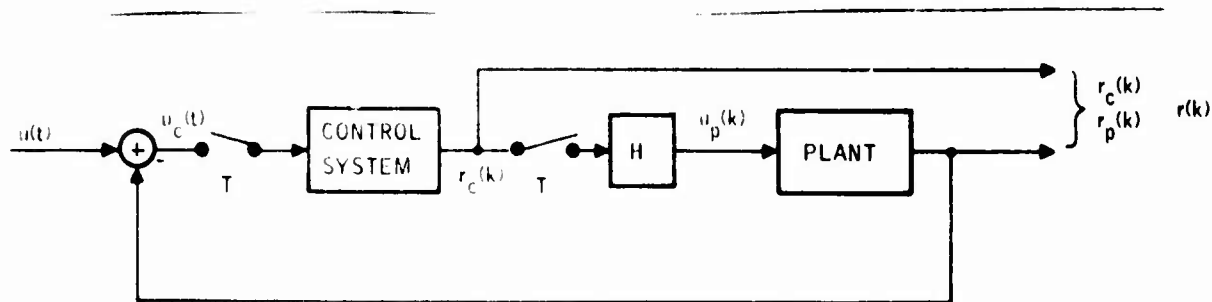 u(t)
+
-
u_c(t)
T
CONTROL
SYSTEM
r_c(k)
T
H
u_p(k)
PLANT
r_c(k)
r_p(k)
r(k)